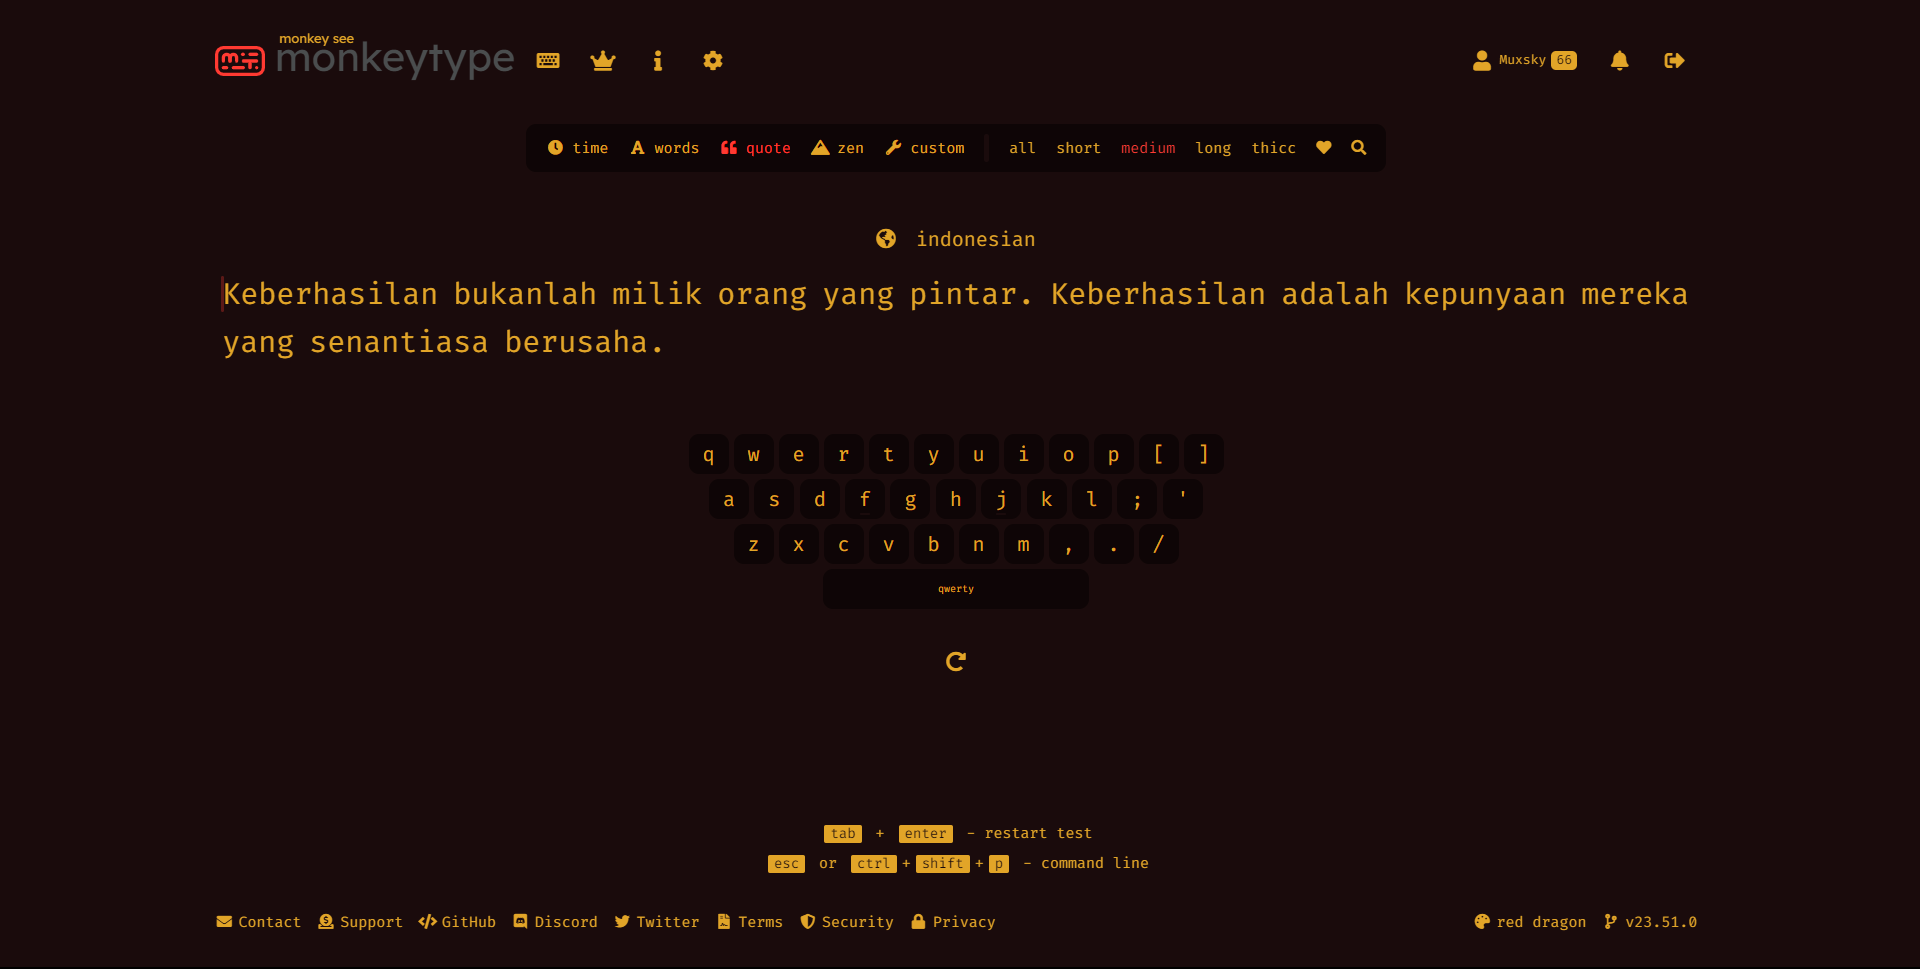 monkey see
monkeytype
Muxsky 66
time words quote zen custom all short medium long thicc
indonesian
Keberhasilan bukanlah milik orang yang pintar. Keberhasilan adalah kepunyaan mereka
yang senantiasa berusaha.
q w e r t y u i o p [ ]
a s d f g h j k l ; '
z x c v b n m , . /
qwerty
tab + enter - restart test
esc or ctrl + shift + p - command line
Contact Support GitHub Discord Twitter Terms Security Privacy red dragon v23.51.0